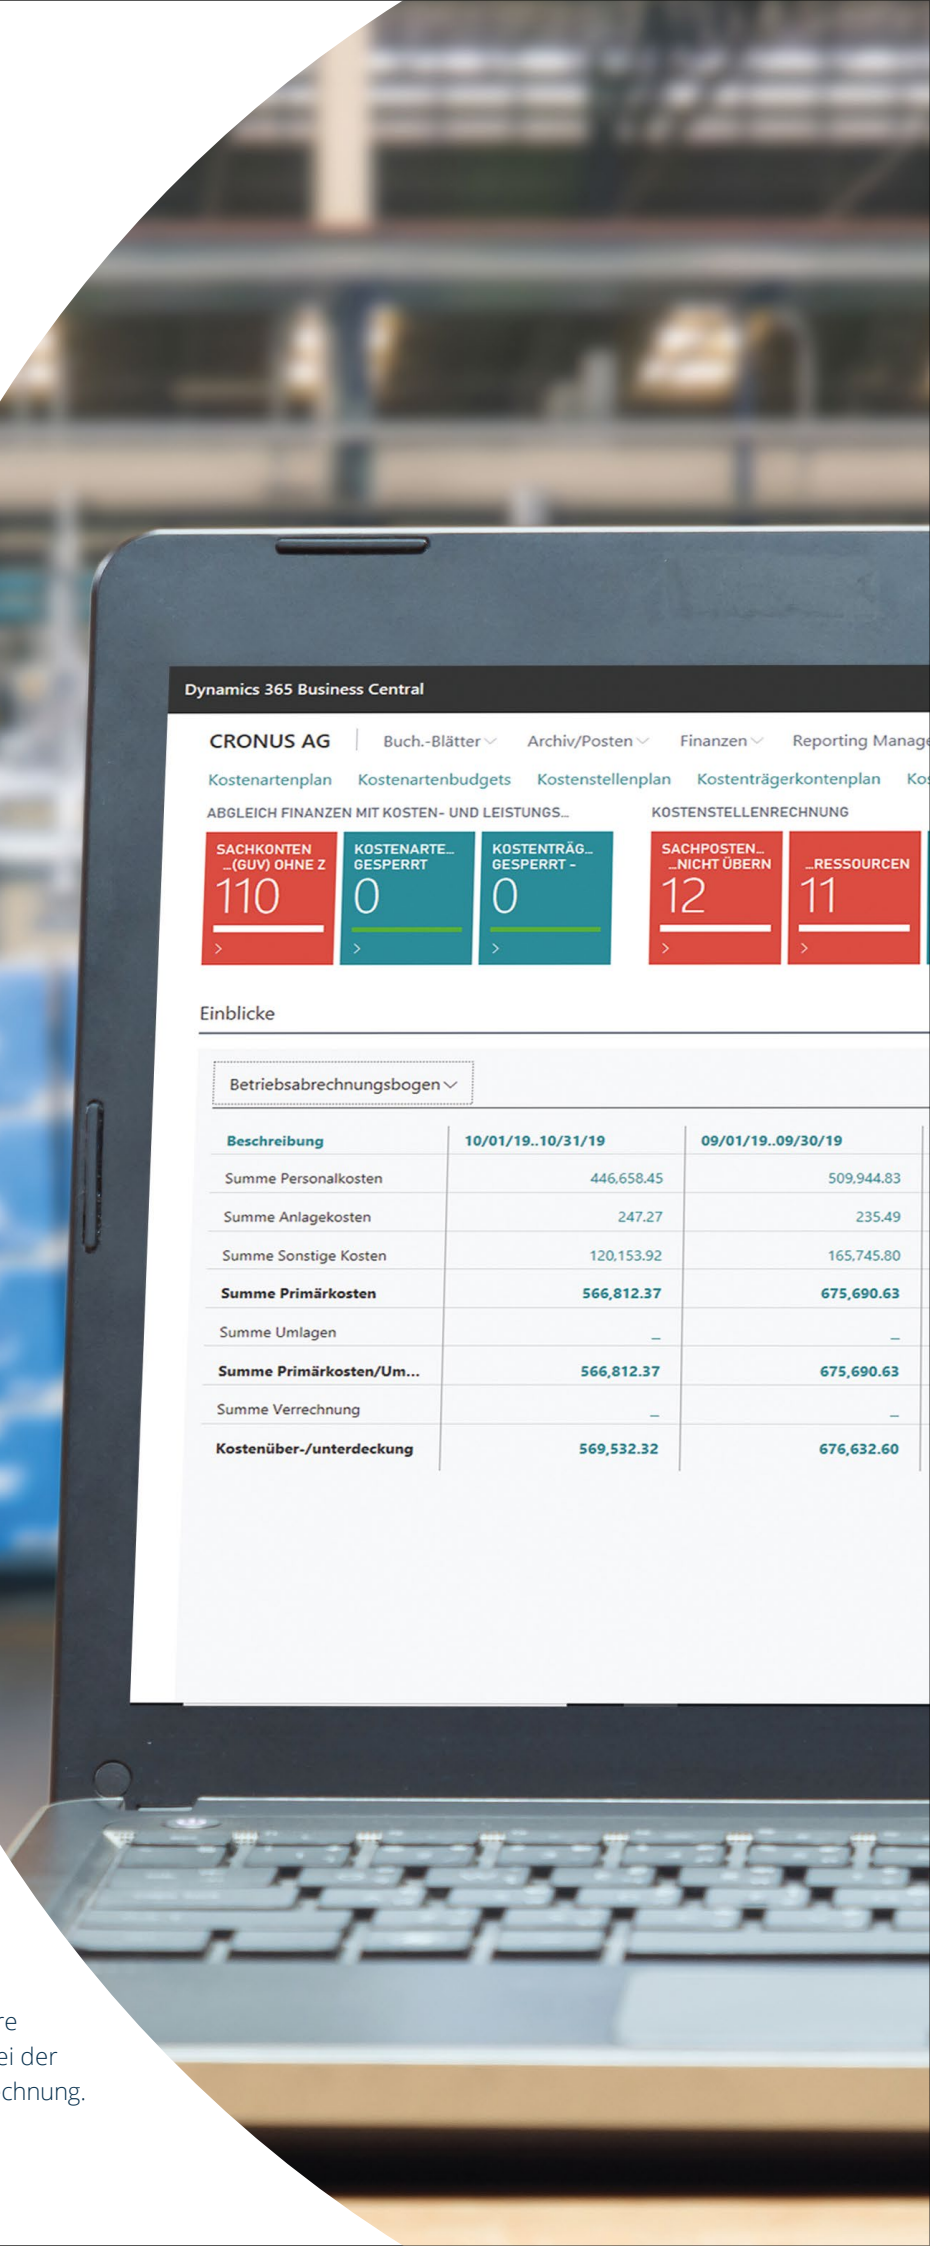 Dynamics 365 Business Central
CRONUS AG Buch.-Blätter Archiv/Posten Finanzen Reporting Manage
Kostenartenplan Kostenartenbudgets Kostenstellenplan Kostenträgerkontenplan Kos
ABGLEICH FINANZEN MIT KOSTEN- UND LEISTUNGS... KOSTENSTELLENRECHNUNG
SACHKONTEN
...(GUV) OHNE Z
110
KOSTENARTE...
GESPERRT
0
KOSTENTRÄG...
GESPERRT -
0
SACHPOSTEN...
...NICHT ÜBERN
12
...RESSOURCEN
11
Einblicke
Betriebsabrechnungsbogen
Beschreibung 10/01/19..10/31/19 09/01/19..09/30/19
Summe Personalkosten 446,658.45 509,944.83
Summe Anlagekosten 247.27 235.49
Summe Sonstige Kosten 120,153.92 165,745.80
Summe Primärkosten 566,812.37 675,690.63
Summe Umlagen _ _
Summe Primärkosten/Um... 566,812.37 675,690.63
Summe Verrechnung _ _
Kostenüber-/unterdeckung 569,532.32 676,632.60
re
ei der
chnung.